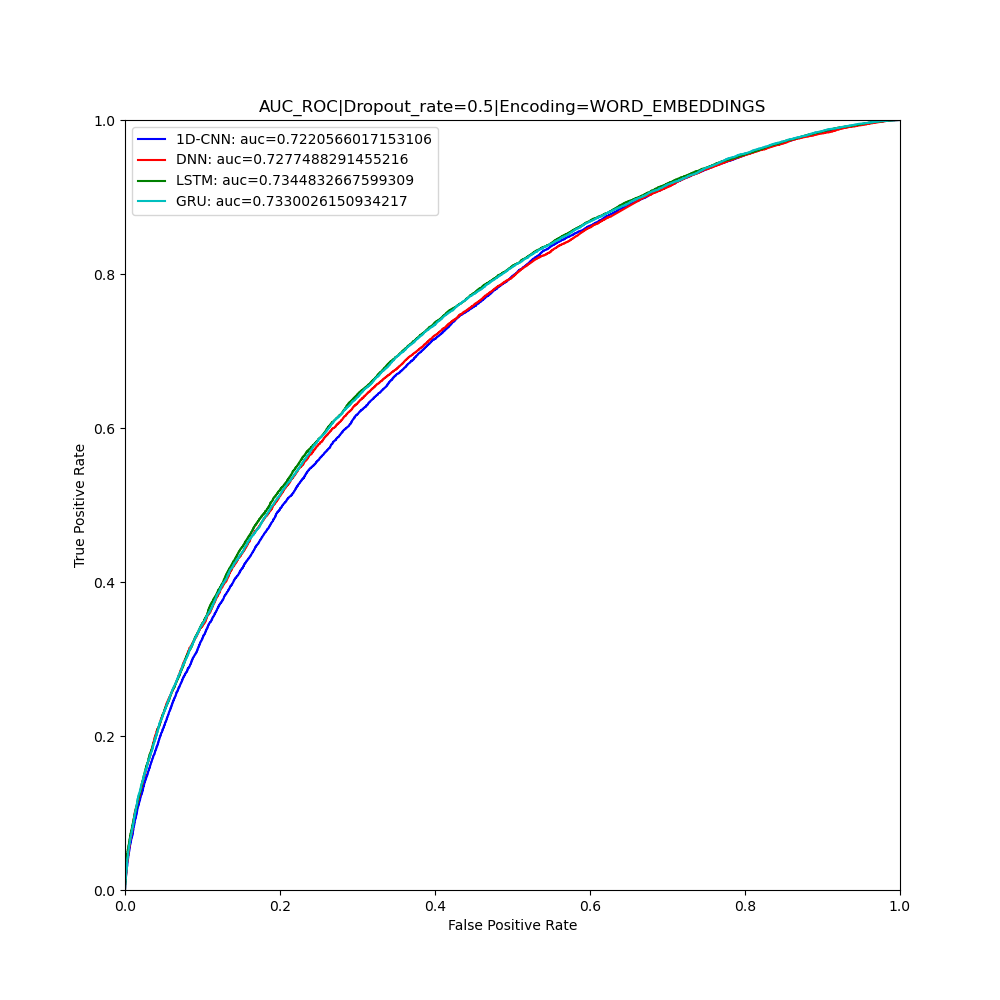 AUC_ROC|Dropout_rate=0.5|Encoding=WORD_EMBEDDINGS
1D-CNN: auc=0.7220566017153106
DNN: auc=0.7277488291455216
LSTM: auc=0.7344832667599309
GRU: auc=0.7330026150934217
1.0
0.8
0.6
0.4
0.2
0.0
True Positive Rate
0.0 0.2 0.4 0.6 0.8 1.0
False Positive Rate